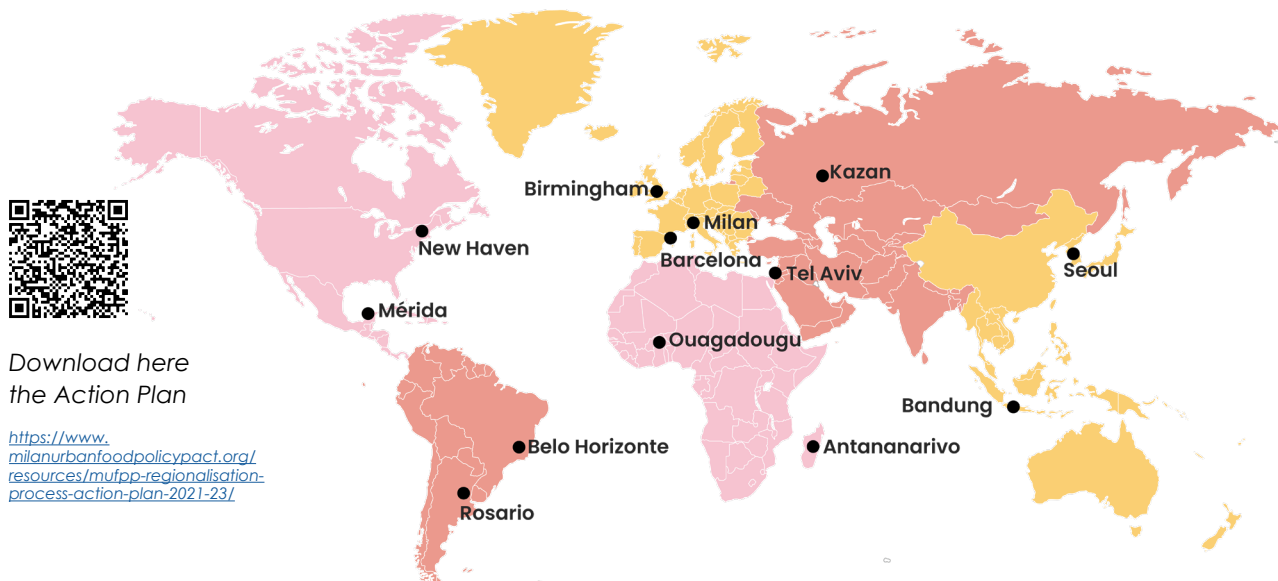 Kazan
Birmingham
Milan
New Haven
Barcelona
Seoul
Tel Aviv
Mérida
Ouagadougu
Download here
the Action Plan
Bandung
https://www.
milanurbanfoodpolicypact.org/
resources/mufpp-regionalisation-
process-action-plan-2021-23/
Belo Horizonte
Antananarivo
Rosario